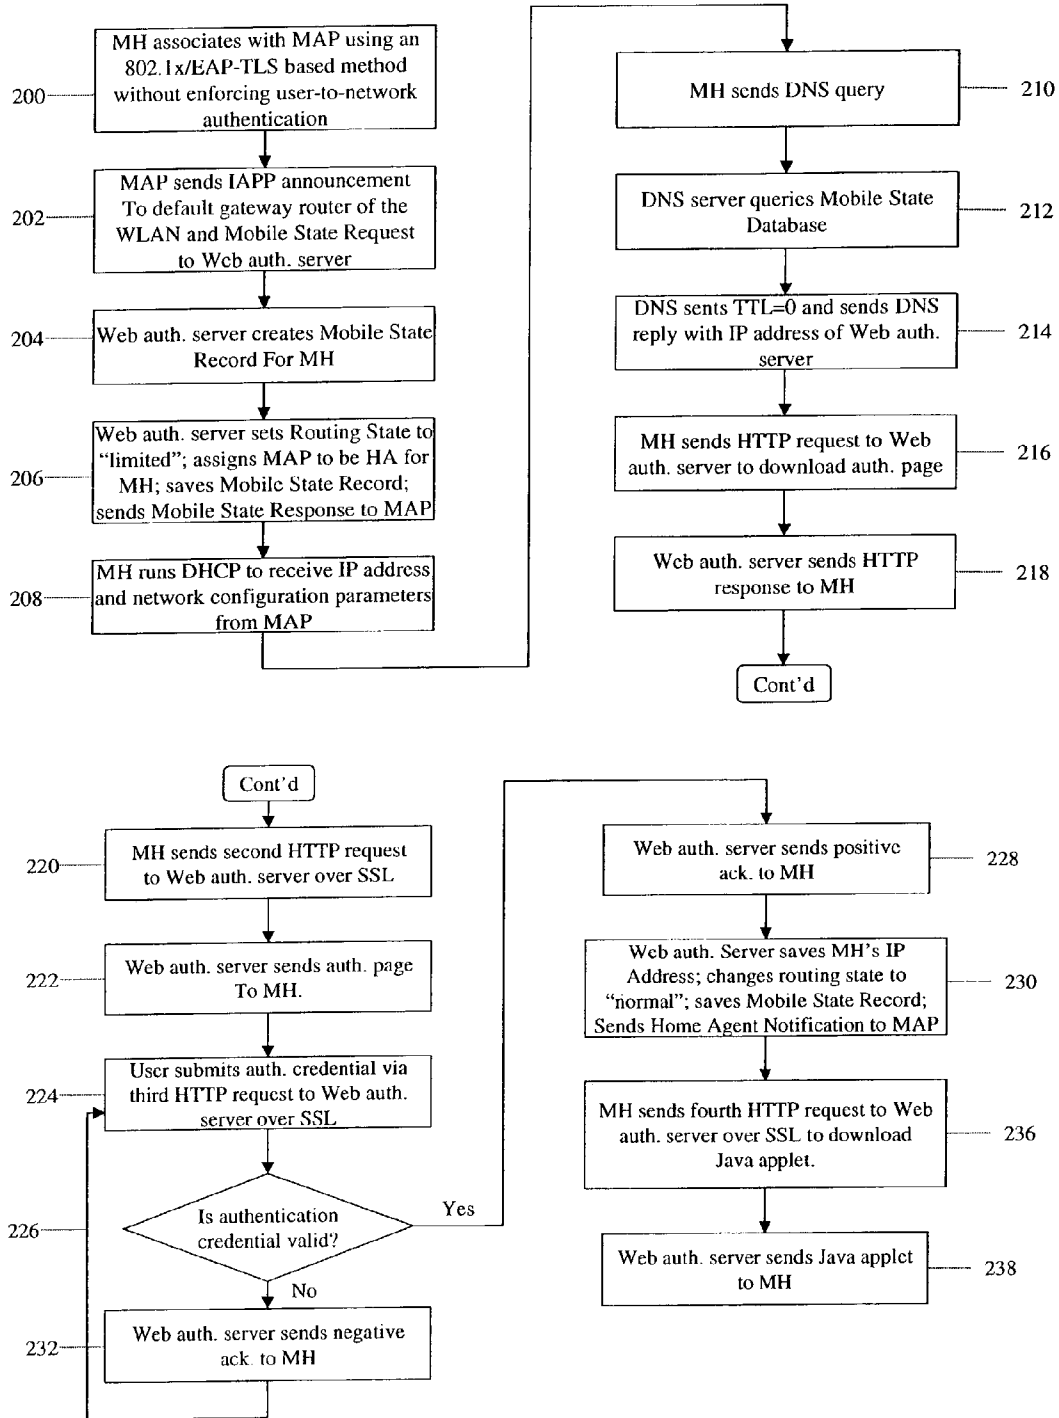 200
MH associates with MAP using an
802.1x/EAP-TLS based method
without enforcing user-to-network
authentication
202
MAP sends IAPP announcement
To default gateway router of the
WLAN and Mobile State Request
to Web auth. server
204
Web auth. server creates Mobile State
Record For MH
206
Web auth. server sets Routing State to
“limited”; assigns MAP to be HA for
MH; saves Mobile State Record;
sends Mobile State Response to MAP
208
MH runs DHCP to receive IP address
and network configuration parameters
from MAP
MH sends DNS query
210
DNS server queries Mobile State
Database
212
DNS sents TTL=0 and sends DNS
reply with IP address of Web auth.
server
214
MH sends HTTP request to Web
auth. server to download auth. page
216
Web auth. server sends HTTP
response to MH
218
Cont’d
Cont’d
220
MH sends second HTTP request
to Web auth. server over SSL
222
Web auth. server sends auth. page
To MH.
224
User submits auth. credential via
third HTTP request to Web auth.
server over SSL
226
Is authentication
credential valid?
Yes
No
232
Web auth. server sends negative
ack. to MH
Web auth. server sends positive
ack. to MH
228
Web auth. Server saves MH’s IP
Address; changes routing state to
“normal”; saves Mobile State Record;
Sends Home Agent Notification to MAP
230
MH sends fourth HTTP request to Web
auth. server over SSL to download
Java applet.
236
Web auth. server sends Java applet
to MH
238